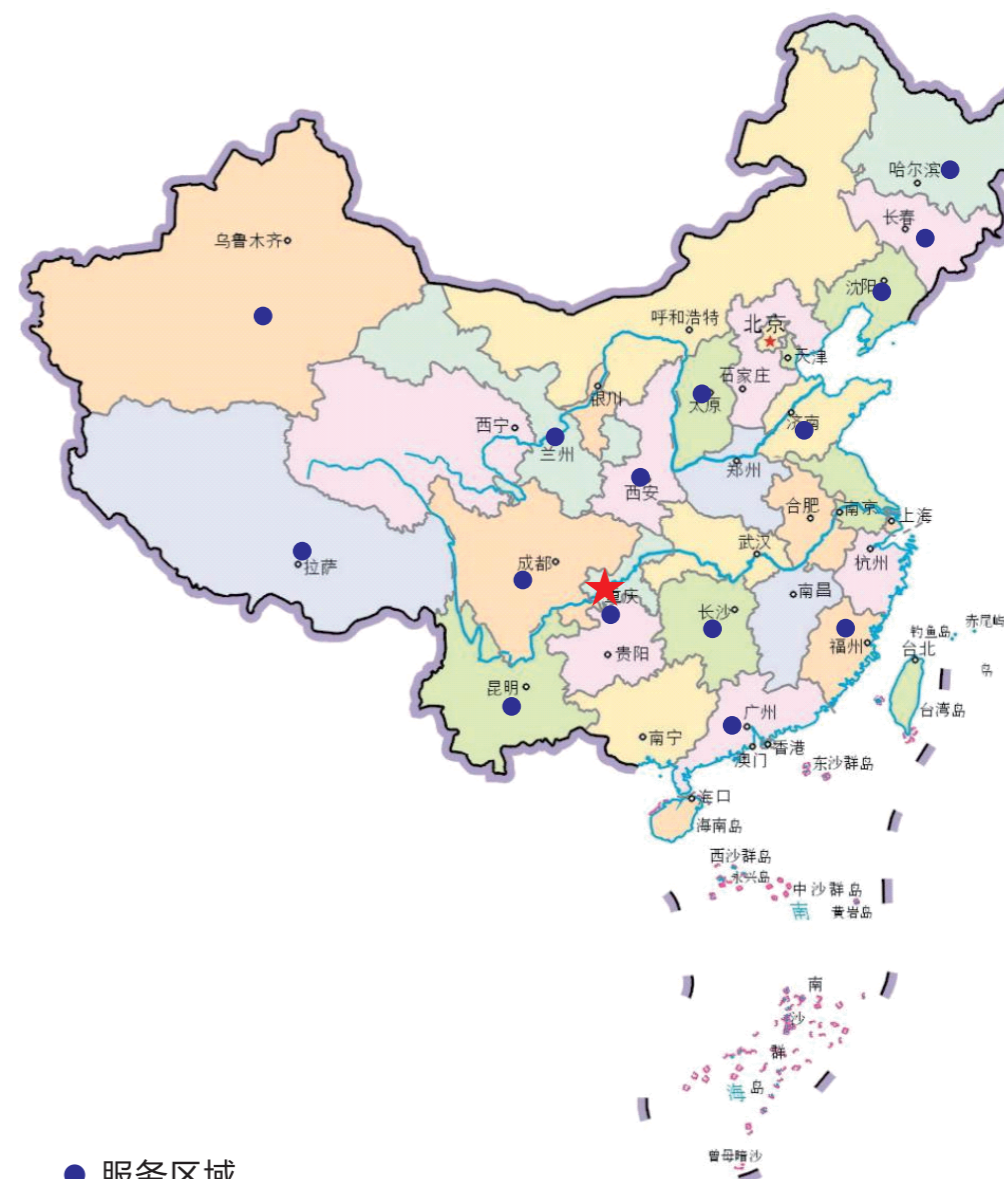 哈尔滨
长春
乌鲁木齐
沈阳
呼和浩特
北京
天津
石家庄
银川
太原
济南
西宁
兰州
郑州
西安
合肥
南京
上海
武汉
杭州
成都
拉萨
重庆
南昌
长沙
赤尾屿
钓鱼岛
福州
台北
贵阳
岛
昆明
台湾岛
广州
南宁
香港
澳门
东沙群岛
海口
海南岛
西沙群岛
永兴岛
中沙群岛
南
黄岩岛
南
沙
群
岛
海
曾母暗沙
服务区域